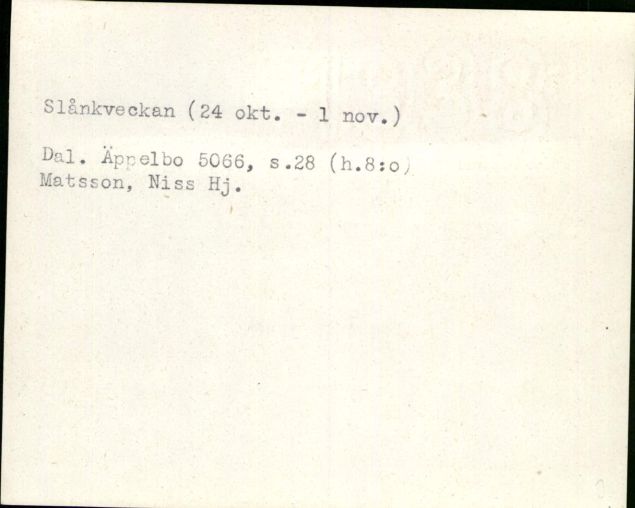 Slånkveckan (24 okt. - 1 nov.)
Dal. Äppelbo 5066, s.28 (h.8:o)
Matsson, Niss Hj.